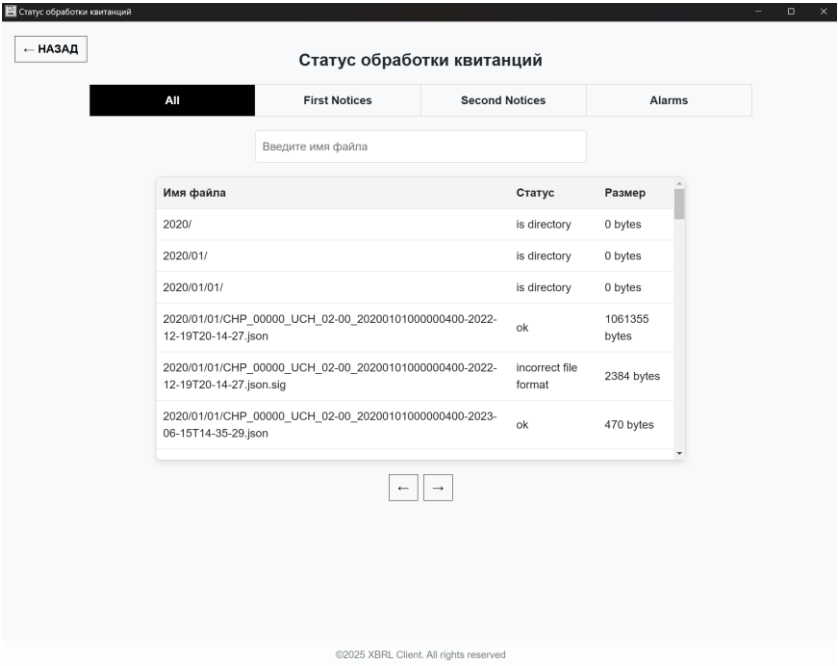 Статус обработки квитанций
← НАЗАД
Статус обработки квитанций
All First Notices Second Notices Alarms
Введите имя файла
Имя файла Статус Размер
2020/ is directory 0 bytes
2020/01/ is directory 0 bytes
2020/01/01/ is directory 0 bytes
2020/01/01/CHP_00000_UCH_02-00_20200101000000400-2022-
12-19T20-14-27.json
ok
1061355
bytes
2020/01/01/CHP_00000_UCH_02-00_20200101000000400-2022-
12-19T20-14-27.json.sig
incorrect file
format
2384 bytes
2020/01/01/CHP_00000_UCH_02-00_20200101000000400-2023-
06-15T14-35-29.json
ok
470 bytes
← →
©2025 XBRL Client. All rights reserved